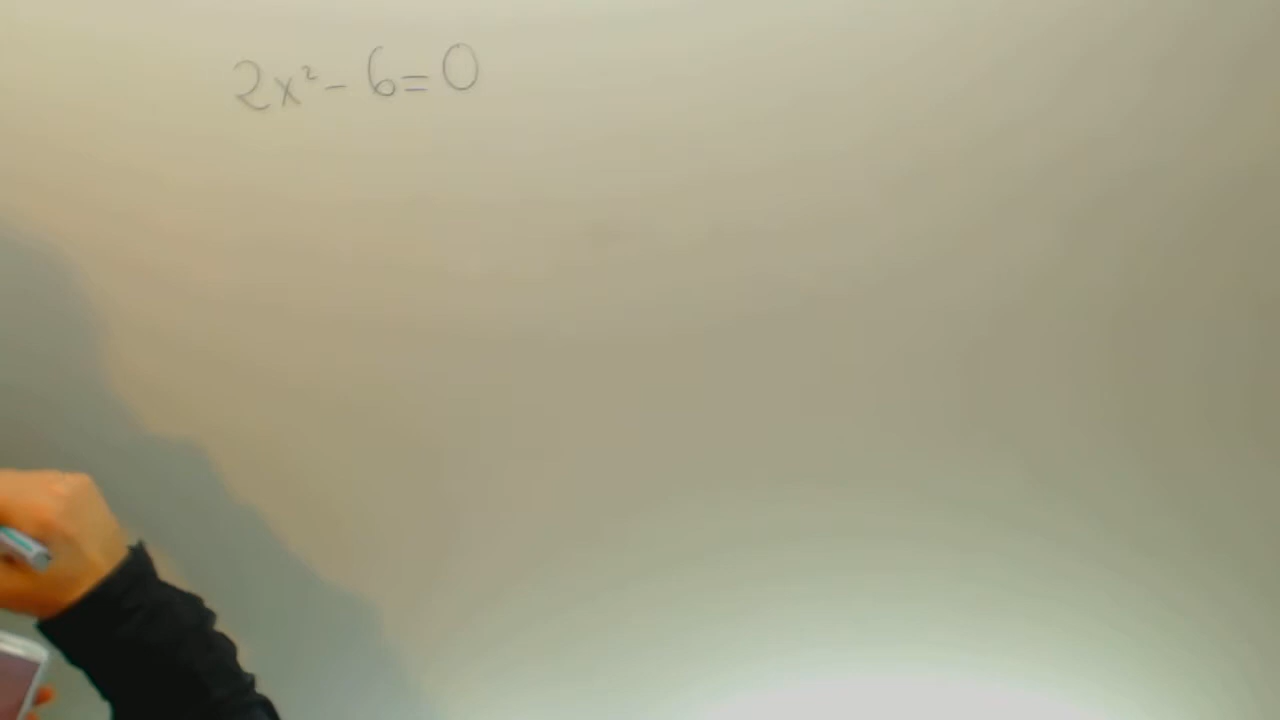 2x² - 6 = 0